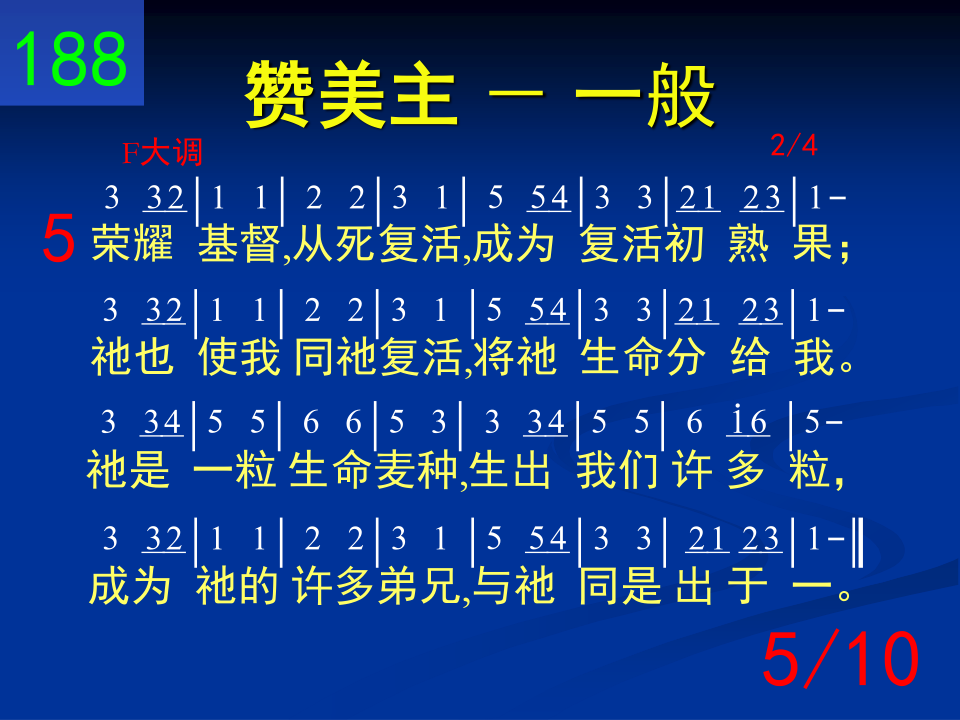 188
赞美主 － 一般
F大调
2/4
3 32|1 1|2 2|3 1|5 54|3 3|21 23|1-
5
荣耀 基督,从死复活,成为 复活初 熟 果；
3 32|1 1|2 2|3 1|5 54|3 3|21 23|1-
祂也 使我 同祂复活,将祂 生命分 给 我。
3 34|5 5|6 6|5 3|3 34|5 5|6 i6|5-
祂是 一粒 生命麦种,生出 我们 许 多 粒，
3 32|1 1|2 2|3 1|5 54|3 3|21 23|1-‖
成为 祂的 许多弟兄,与祂 同是 出 于 一。
5/10